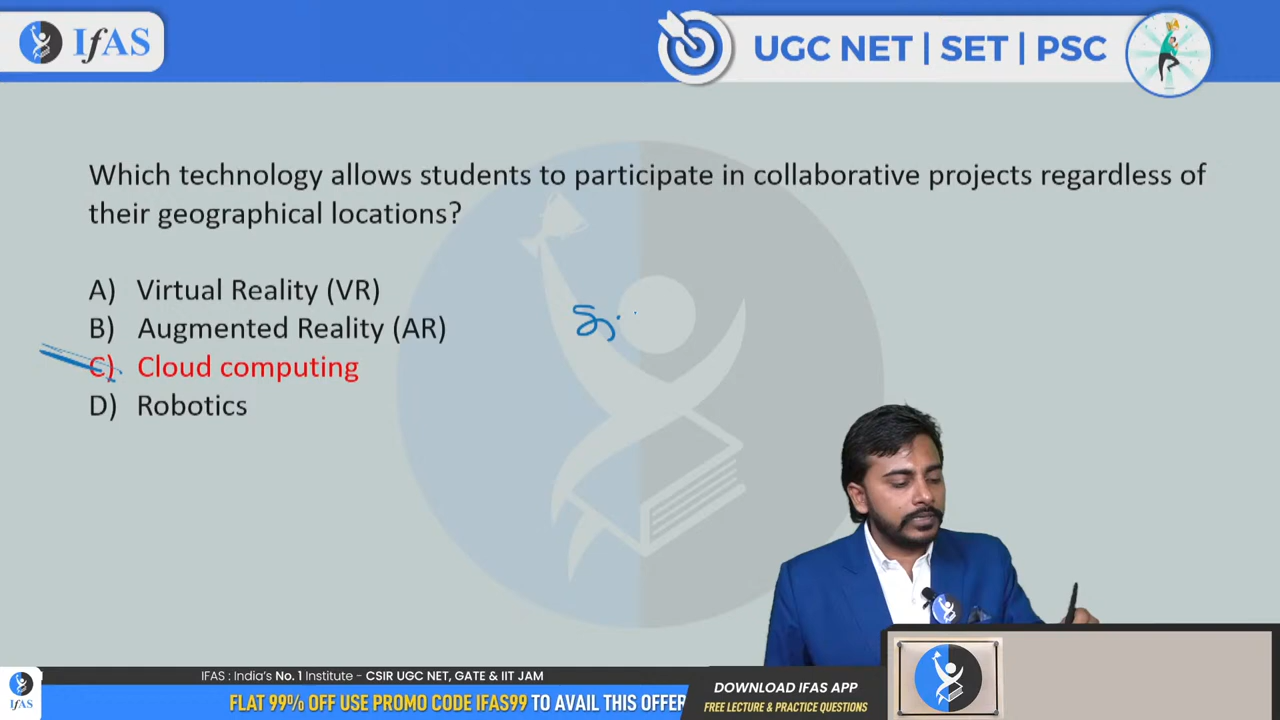 IfAS
UGC NET | SET | PSC
Which technology allows students to participate in collaborative projects regardless of
their geographical locations?
A) Virtual Reality (VR)
B) Augmented Reality (AR)
C) Cloud computing
D) Robotics
IFAS : India's No. 1 Institute - CSIR UGC NET, GATE & IIT JAM
IfAS
FLAT 99% OFF USE PROMO CODE IFAS99 TO AVAIL THIS OFFER
DOWNLOAD IFAS APP
FREE LECTURE & PRACTICE QUESTIONS